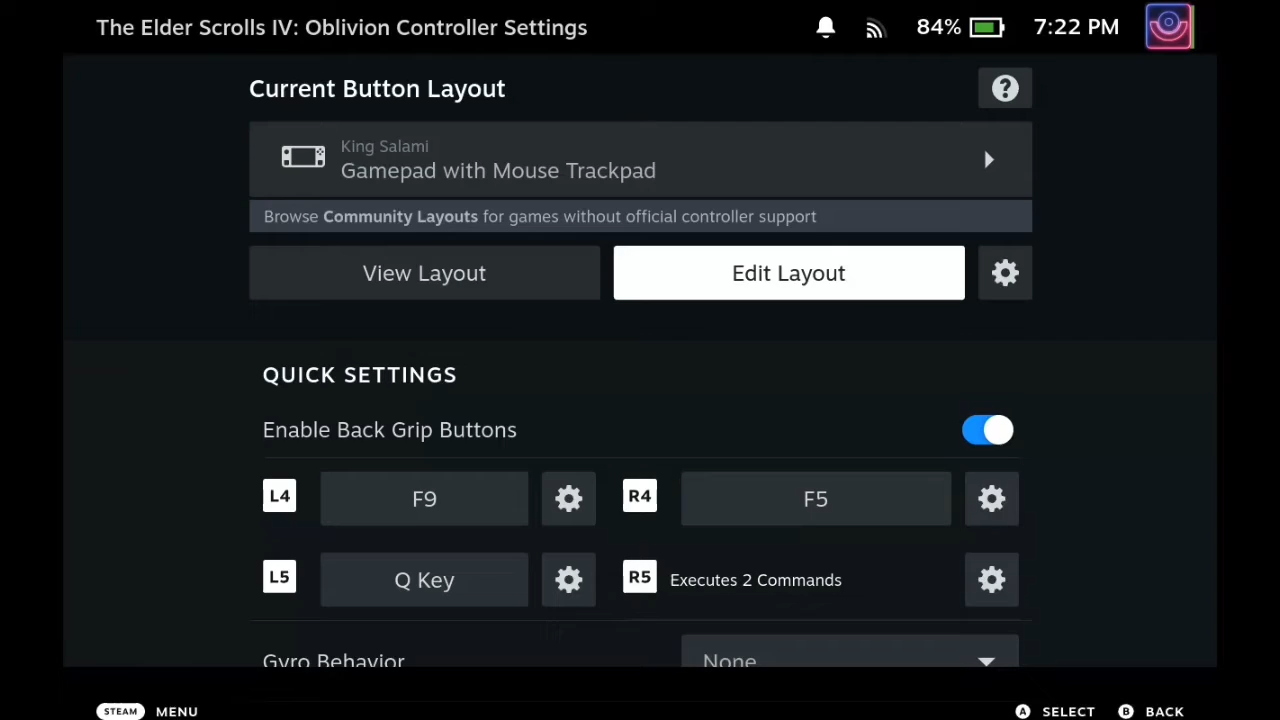 The Elder Scrolls IV: Oblivion Controller Settings
84%
7:22 PM
Current Button Layout
?
King Salami
Gamepad with Mouse Trackpad
Browse Community Layouts for games without official controller support
View Layout
Edit Layout
QUICK SETTINGS
Enable Back Grip Buttons
L4
F9
R4
F5
L5
Q Key
R5
Executes 2 Commands
Gyro Behavior
None
STEAM MENU
A SELECT
B BACK